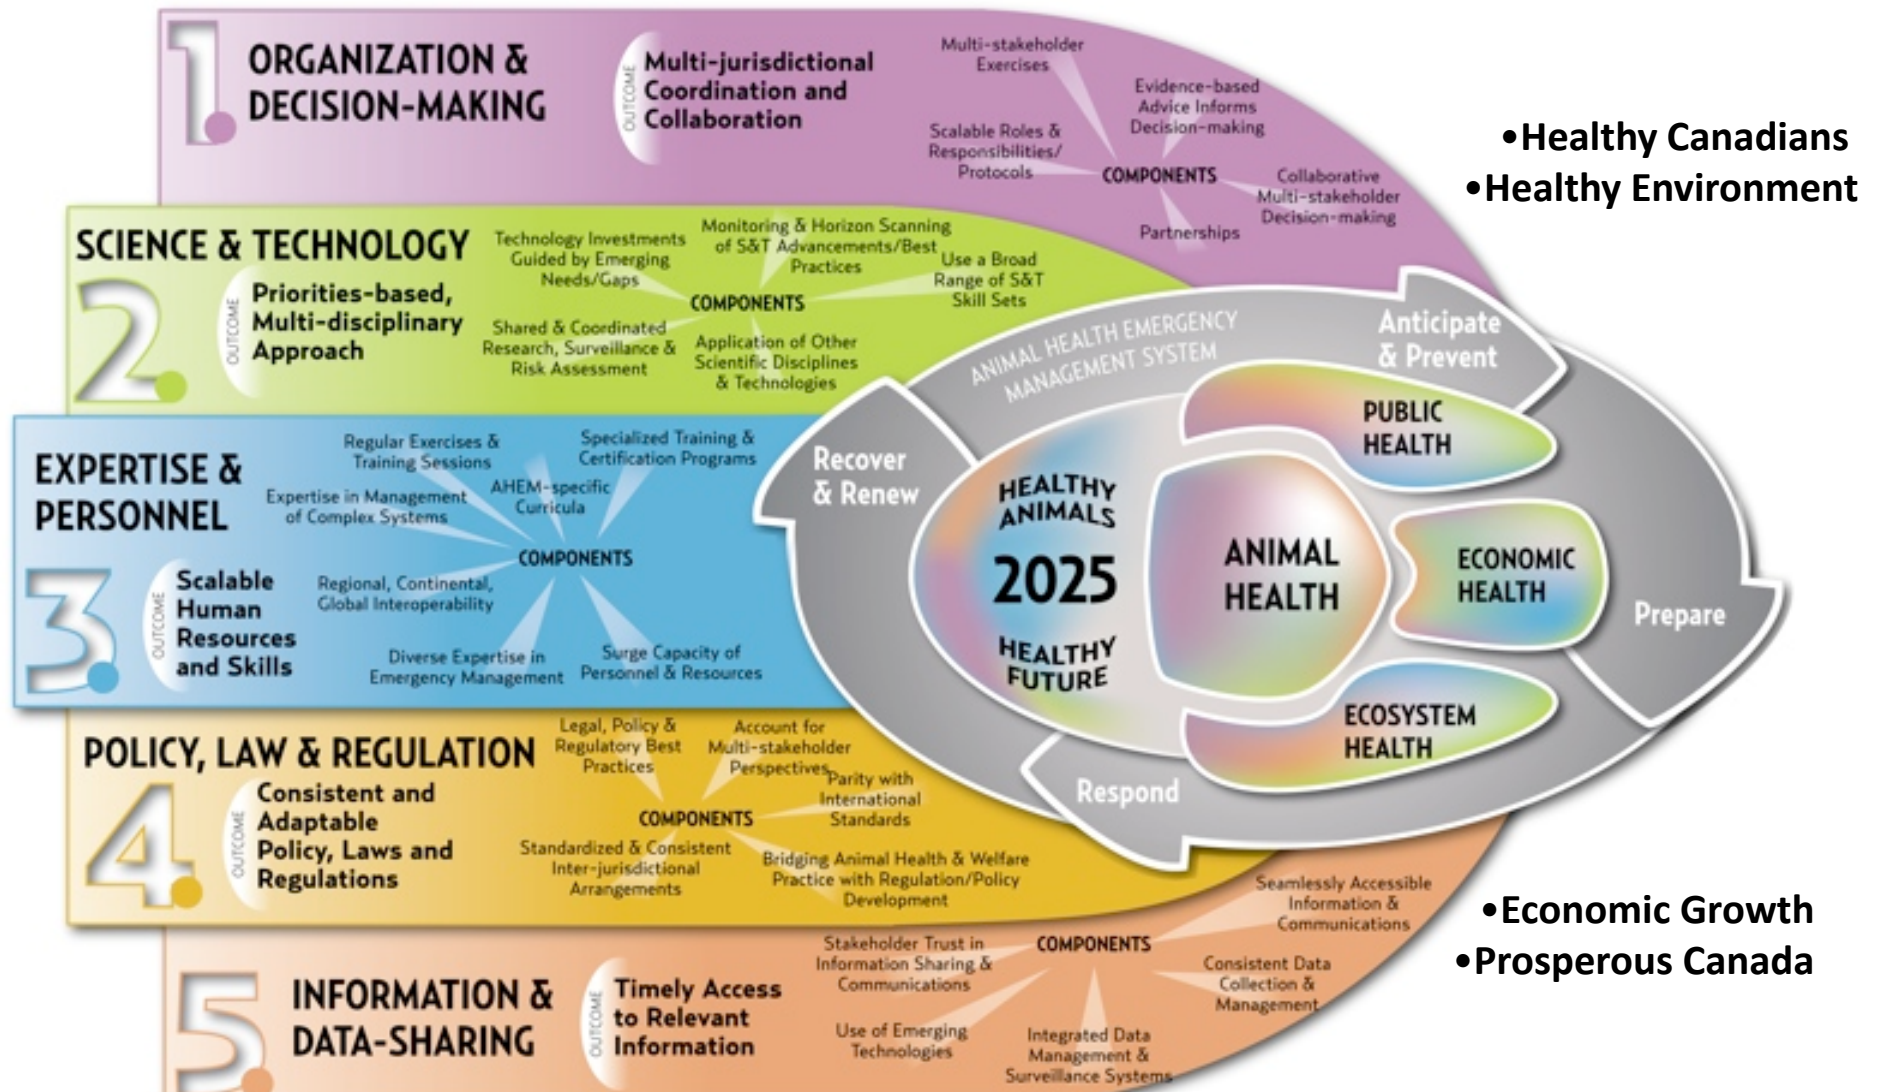 1.
ORGANIZATION &
DECISION-MAKING
OUTCOME
Multi-jurisdictional
Coordination and
Collaboration
Multi-stakeholder
Exercises
Evidence-based
Advice Informs
Decision-making
Scalable Roles &
Responsibilities/
Protocols
COMPONENTS
Collaborative
Multi-stakeholder
Decision-making
Partnerships
•Healthy Canadians
•Healthy Environment
SCIENCE & TECHNOLOGY
2.
OUTCOME
Priorities-based,
Multi-disciplinary
Approach
Technology Investments
Guided by Emerging
Needs/Gaps
Monitoring & Horizon Scanning
of S&T Advancements/Best
Practices
Use a Broad
Range of S&T
Skill Sets
COMPONENTS
Shared & Coordinated
Research, Surveillance &
Risk Assessment
Application of Other
Scientific Disciplines
& Technologies
EXPERTISE &
PERSONNEL
3.
OUTCOME
Scalable
Human
Resources
and Skills
Regular Exercises &
Training Sessions
Specialized Training &
Certification Programs
Expertise in Management
of Complex Systems
AHEM-specific
Curricula
COMPONENTS
Regional, Continental,
Global Interoperability
Diverse Expertise in
Emergency Management
Surge Capacity of
Personnel & Resources
ANIMAL HEALTH EMERGENCY
MANAGEMENT SYSTEM
Anticipate
& Prevent
Recover
& Renew
Prepare
Respond
HEALTHY
ANIMALS
2025
HEALTHY
FUTURE
ANIMAL
HEALTH
PUBLIC
HEALTH
ECONOMIC
HEALTH
ECOSYSTEM
HEALTH
POLICY, LAW & REGULATION
4.
OUTCOME
Consistent and
Adaptable
Policy, Laws and
Regulations
Legal, Policy &
Regulatory Best
Practices
Account for
Multi-stakeholder
Perspectives
Parity with
International
Standards
COMPONENTS
Standardized & Consistent
Inter-jurisdictional
Arrangements
Bridging Animal Health & Welfare
Practice with Regulation/Policy
Development
5.
INFORMATION &
DATA-SHARING
OUTCOME
Timely Access
to Relevant
Information
Stakeholder Trust in
Information Sharing &
Communications
COMPONENTS
Seamlessly Accessible
Information &
Communications
Consistent Data
Collection &
Management
Use of Emerging
Technologies
Integrated Data
Management &
Surveillance Systems
•Economic Growth
•Prosperous Canada